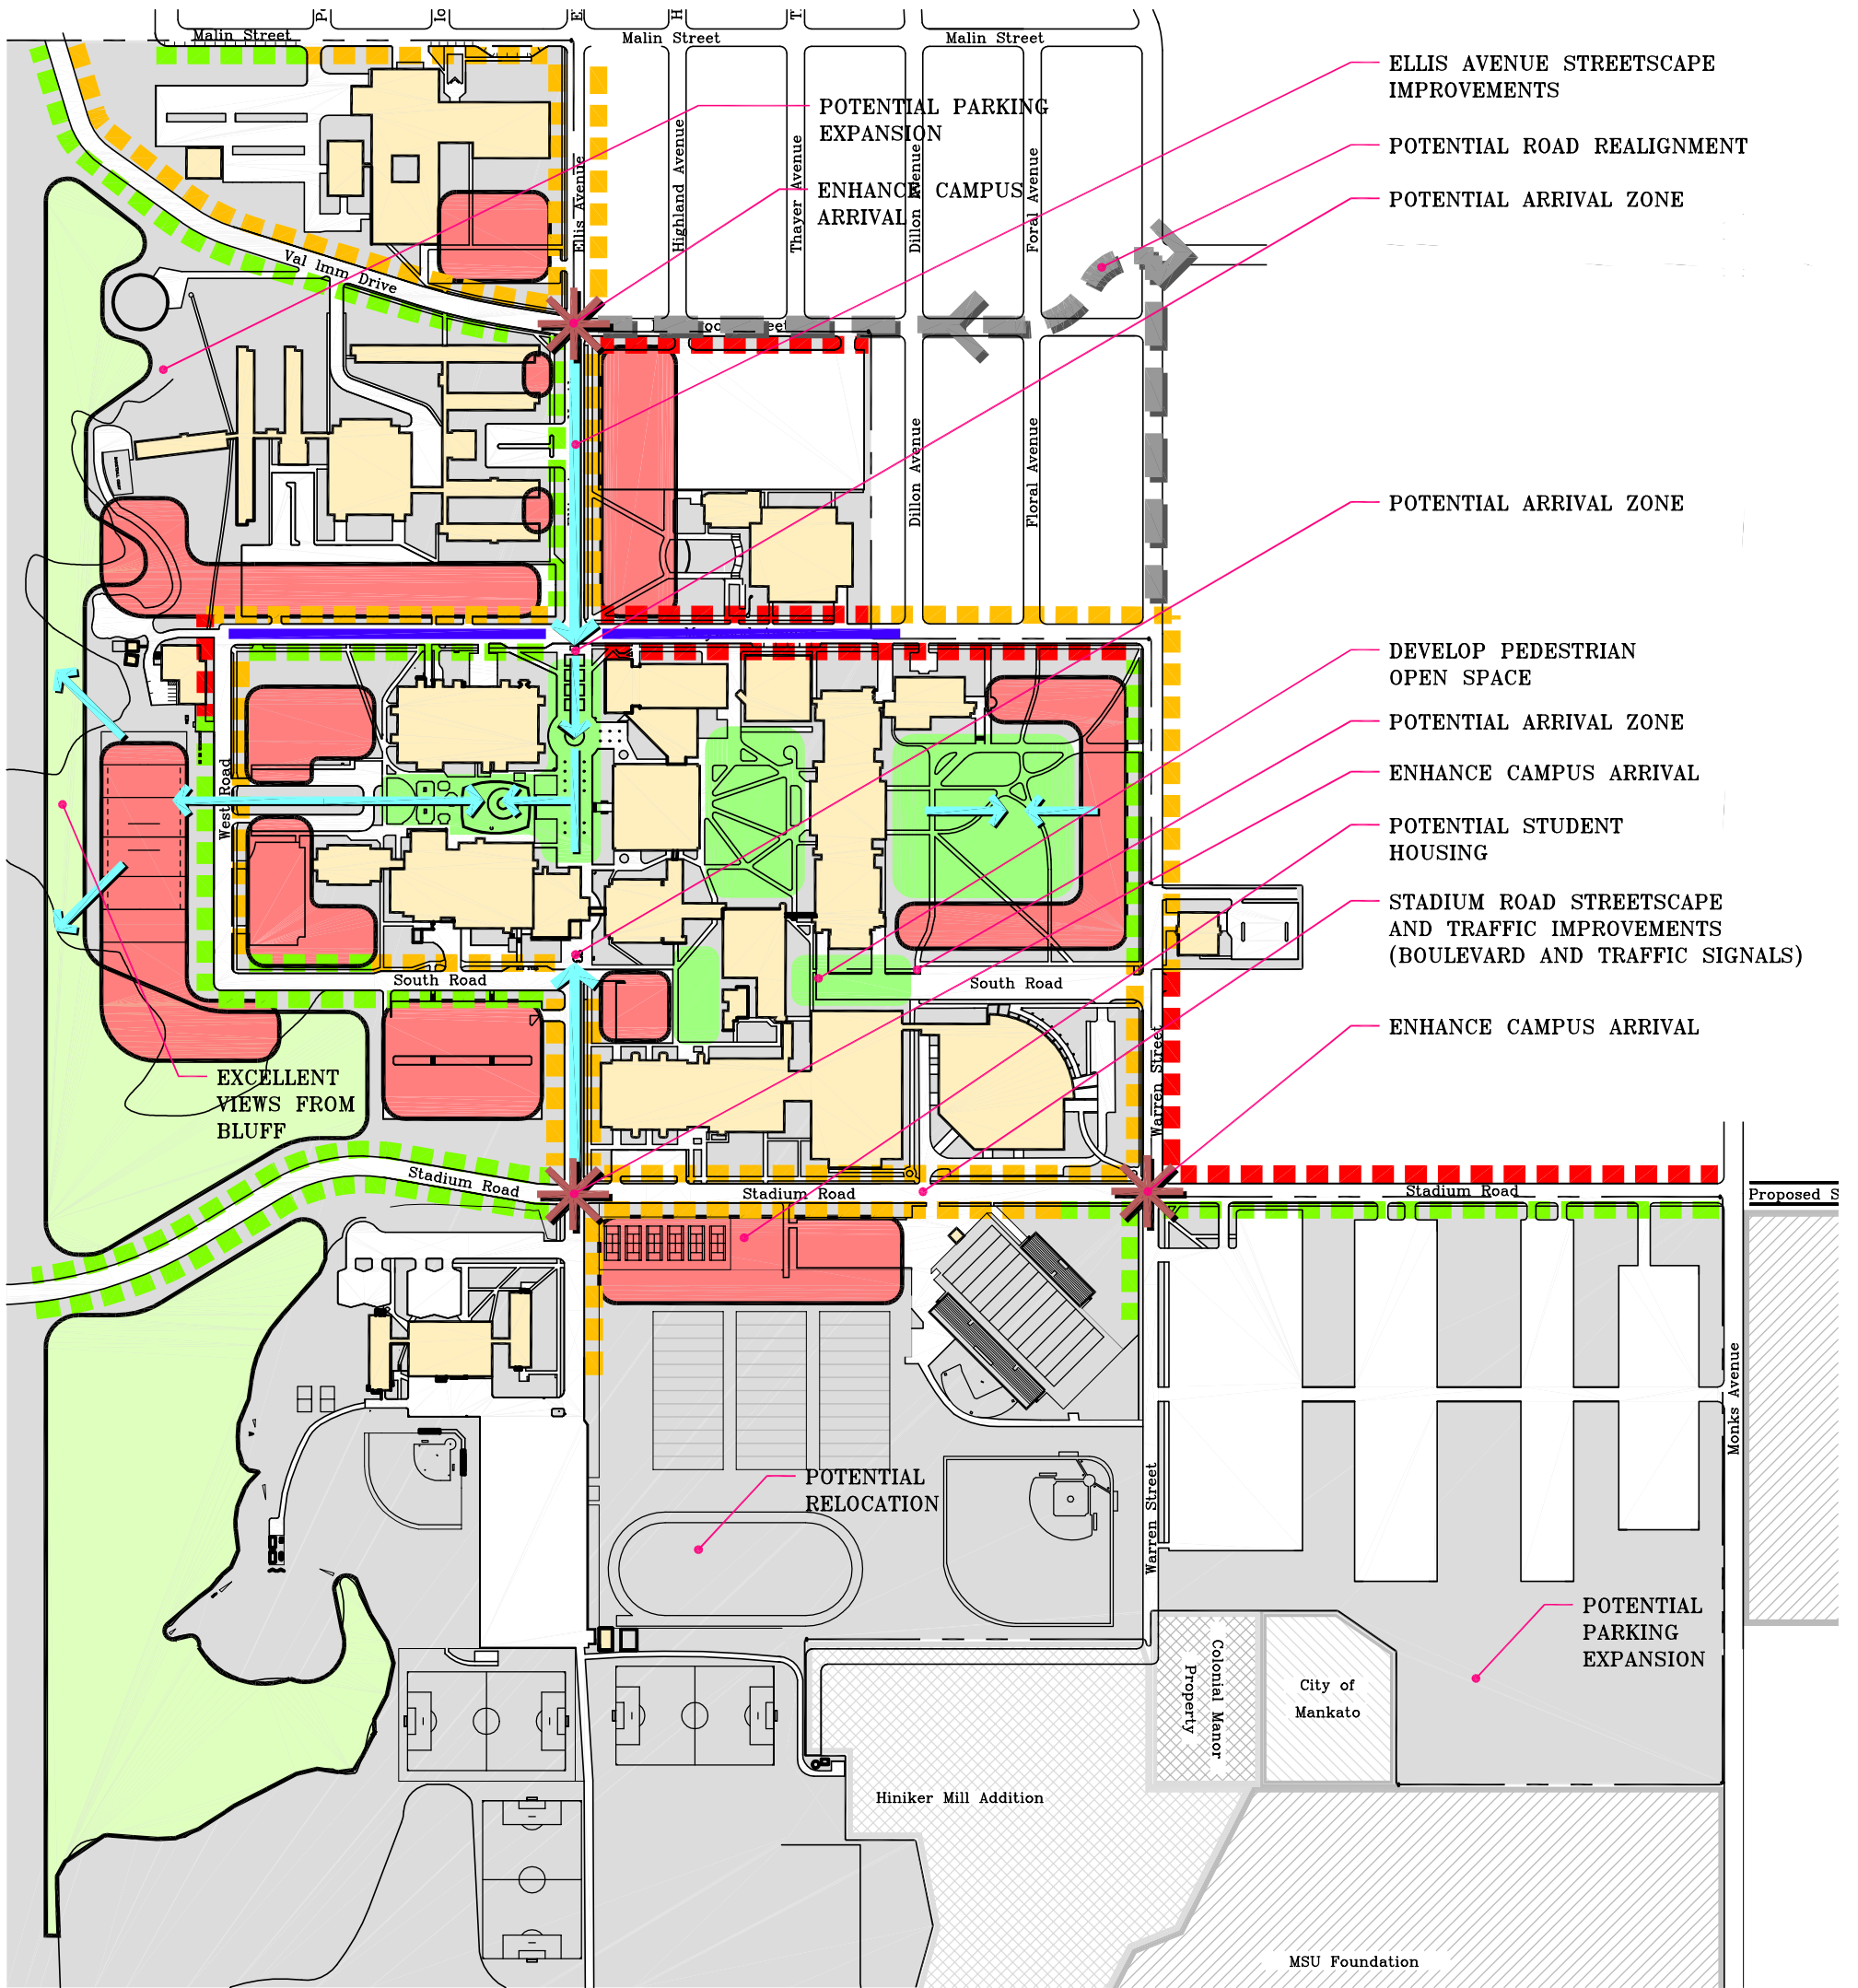 Malin Street
Malin Street
Malin Street
ELLIS AVENUE STREETSCAPE
IMPROVEMENTS
POTENTIAL PARKING
EXPANSION
POTENTIAL ROAD REALIGNMENT
ENHANCE CAMPUS
ARRIVAL
POTENTIAL ARRIVAL ZONE
Ellis Avenue
Highland Avenue
Thayer Avenue
Dillon Avenue
Foral Avenue
Val Imm Drive
Dillon Avenue
Floral Avenue
POTENTIAL ARRIVAL ZONE
DEVELOP PEDESTRIAN
OPEN SPACE
POTENTIAL ARRIVAL ZONE
ENHANCE CAMPUS ARRIVAL
West Road
POTENTIAL STUDENT
HOUSING
STADIUM ROAD STREETSCAPE
AND TRAFFIC IMPROVEMENTS
(BOULEVARD AND TRAFFIC SIGNALS)
South Road
South Road
ENHANCE CAMPUS ARRIVAL
Warren Street
EXCELLENT
VIEWS FROM
BLUFF
Stadium Road
Stadium Road
Stadium Road
Proposed S
Monks Avenue
POTENTIAL
RELOCATION
Warren Street
POTENTIAL
PARKING
EXPANSION
Colonial Manor
Property
City of
Mankato
Hiniker Mill Addition
MSU Foundation